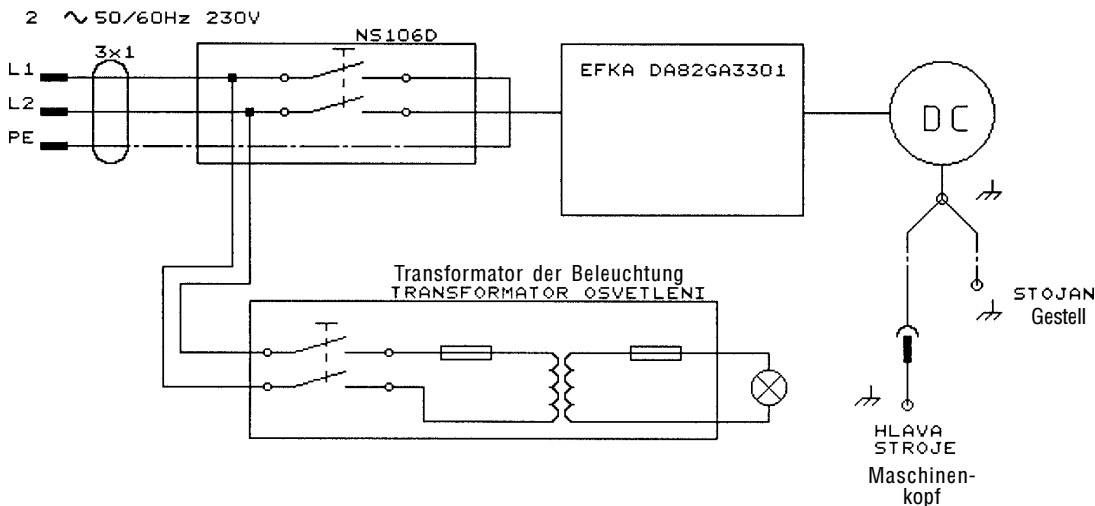 2 ~ 50/60Hz 230V
NS106D
3x1
L1
EFKA DA82GA3301
L2
DC
PE
Transformator der Beleuchtung
TRANSFORMATOR OSVETLENI
STOJAN
Gestell
HLAVA
STROJE
Maschinen-
kopf